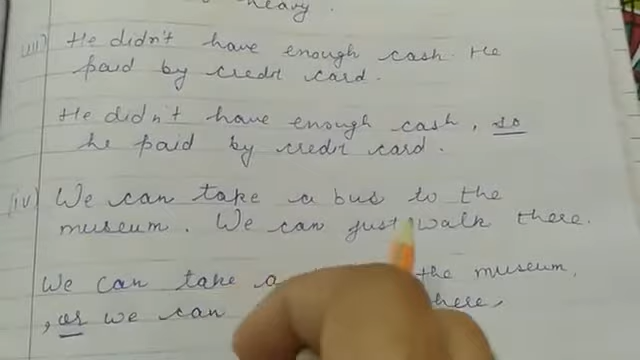 heavy.
iii) He didn't have enough cash. He
paid by credit card.
He didn't have enough cash, so
he paid by credit card.
(iv) We can take a bus to the
museum. We can just walk there.
We can take a the museum.
, or we can here,